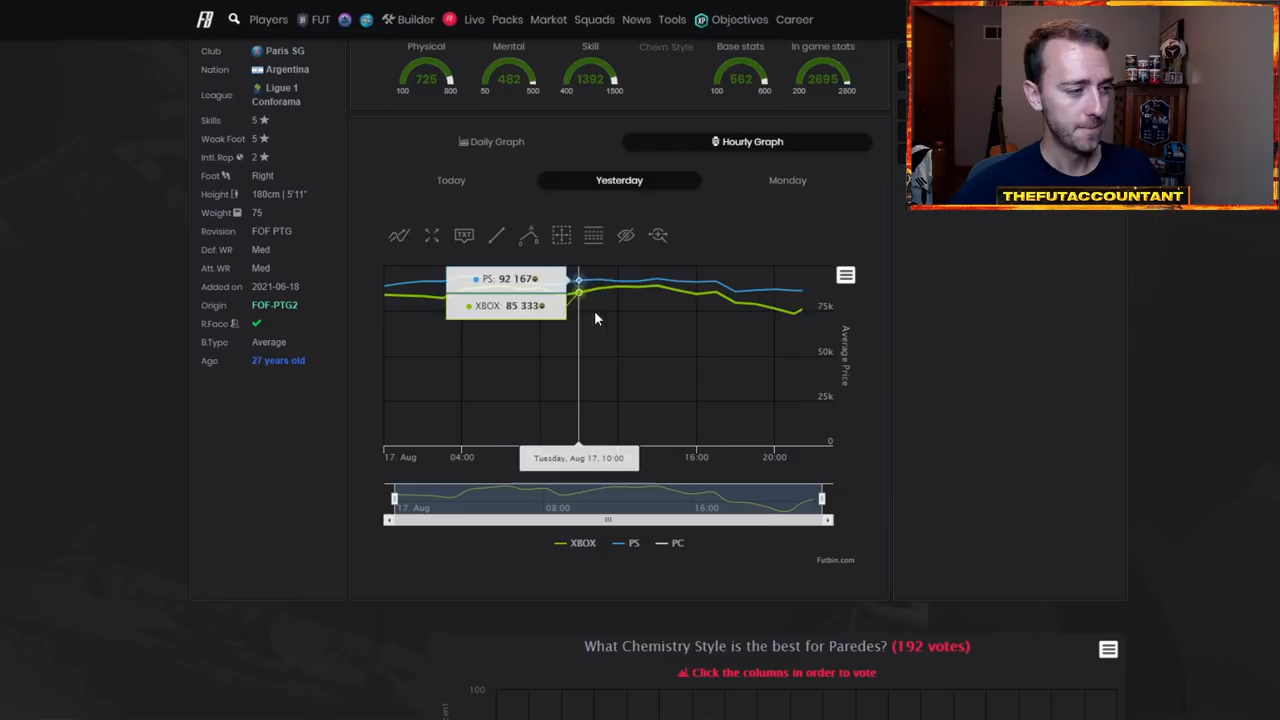 FB Players FUT Builder Live Packs Market Squads News Tools XP Objectives Career
Club Paris SG
Nation Argentina
League Ligue 1 Conforama
Skills 5
Weak Foot 5
Intl. Rep 2
Foot Right
Height 180cm | 5'11"
Weight 75
Revision FOF PTG
Def. WR Med
Att. WR Med
Added on 2021-06-18
Origin FOF-PTG2
R.Face
B.Type Average
Age 27 years old
Physical Mental Skill Chem. Style Base stats In game stats
725 482 1392 562 2695
100 800 50 500 400 1500 100 600 200 2800
Daily Graph Hourly Graph
Today Yesterday Monday
TXT
PS: 92 167
XBOX: 85 333
75k
50k
25k
0
Average Price
Tuesday, Aug 17, 10:00
17. Aug 04:00 16:00 20:00
17. Aug 08:00 16:00
XBOX PS PC
Futbin.com
What Chemistry Style is the best for Paredes? (192 votes)
Click the columns in order to vote
100
THEFUTACCOUNTANT